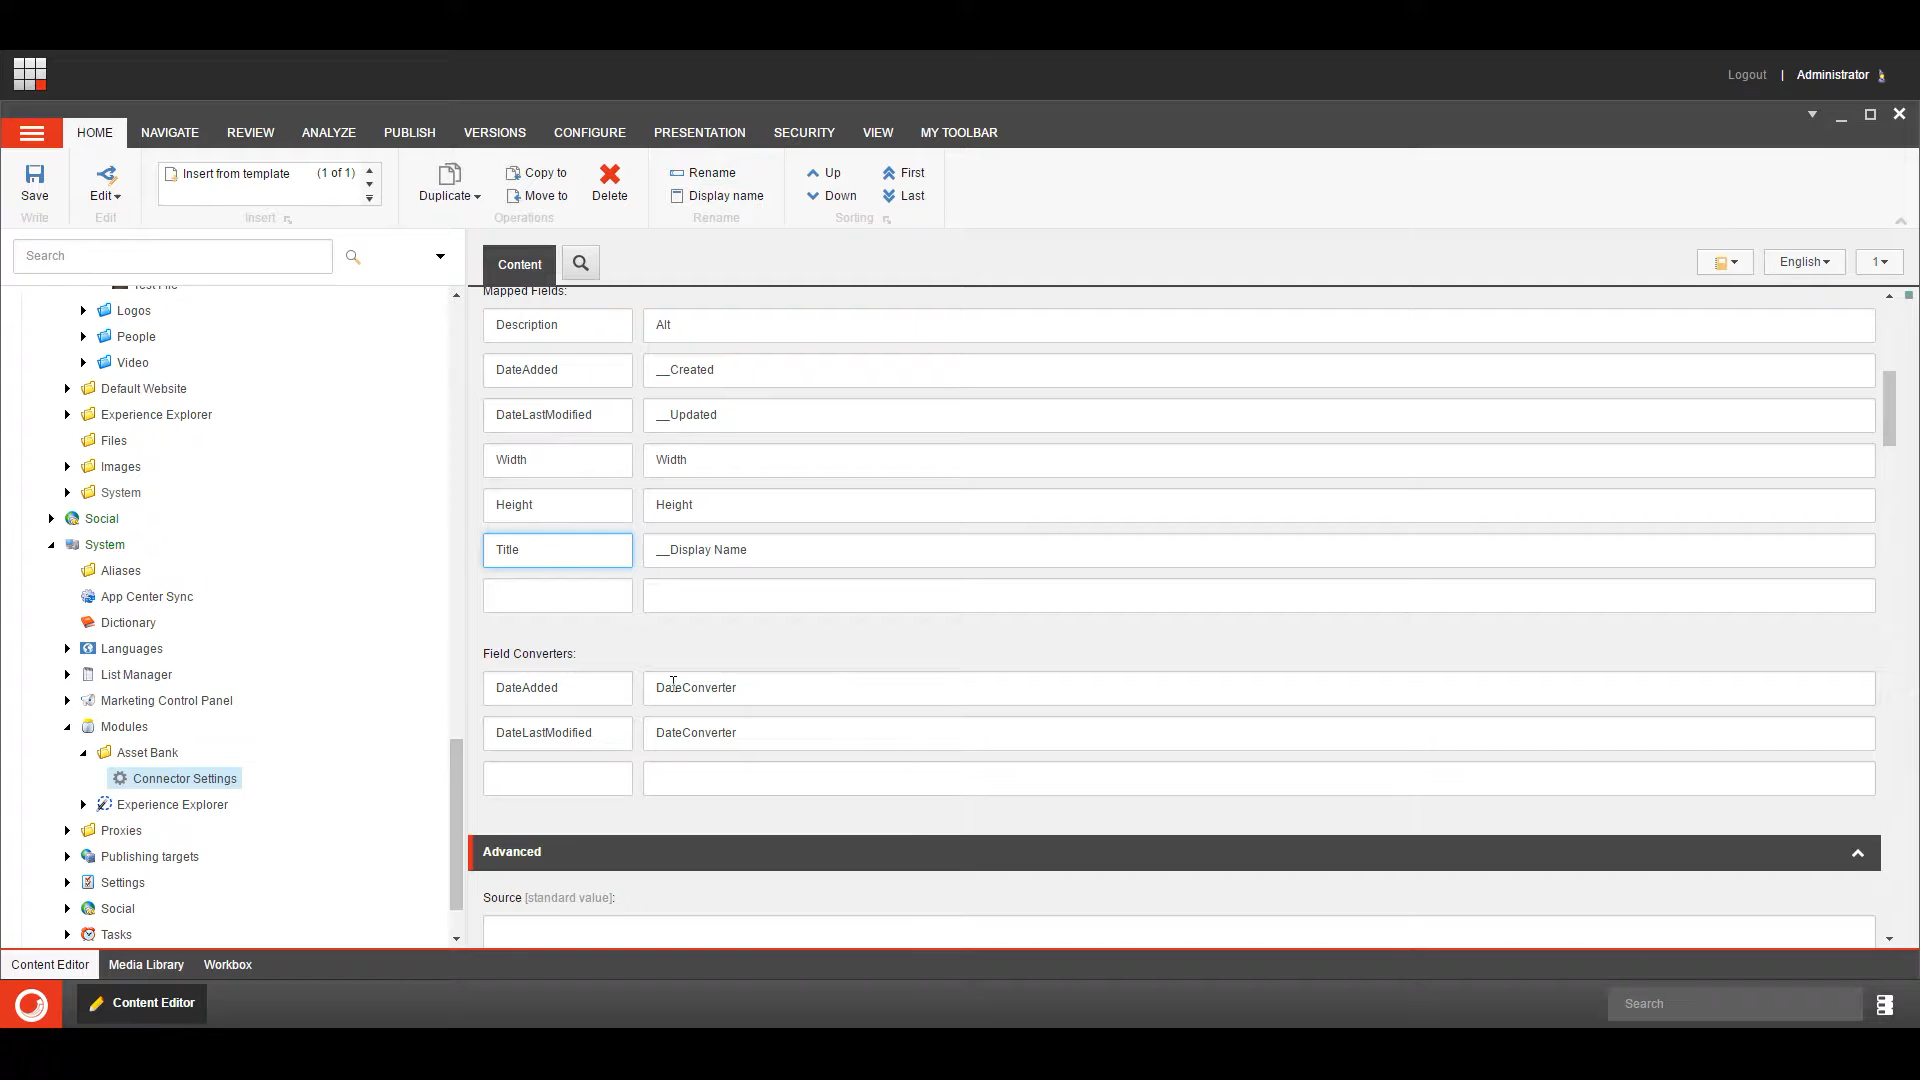 Logout | Administrator
HOME NAVIGATE REVIEW ANALYZE PUBLISH VERSIONS CONFIGURE PRESENTATION SECURITY VIEW MY TOOLBAR
Insert from template (1 of 1)
Copy to
Rename
Up
First
Save
Edit
Duplicate
Move to
Delete
Display name
Down
Last
Write
Edit
Insert
Operations
Rename
Sorting
Search
Content
English
1
Test File
Logos
People
Video
Default Website
Experience Explorer
Files
Images
System
Social
System
Aliases
App Center Sync
Dictionary
Languages
List Manager
Marketing Control Panel
Modules
Asset Bank
Connector Settings
Experience Explorer
Proxies
Publishing targets
Settings
Social
Tasks
Mapped Fields:
Description Alt
DateAdded __Created
DateLastModified __Updated
Width Width
Height Height
Title __Display Name
Field Converters:
DateAdded DateConverter
DateLastModified DateConverter
Advanced
Source [standard value]:
Content Editor Media Library Workbox
Content Editor
Search